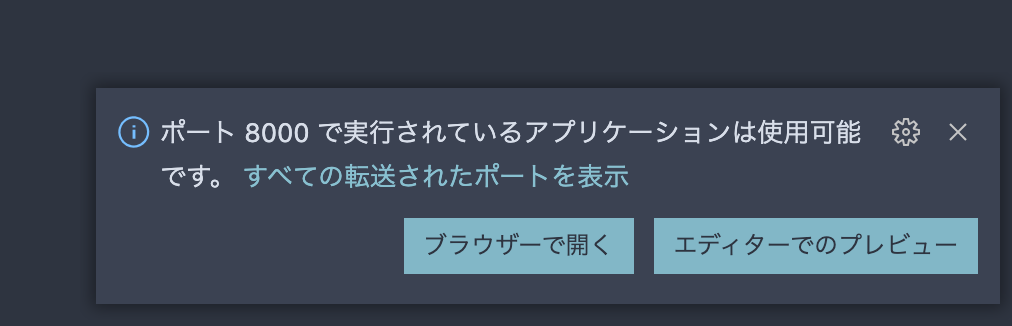 ポート 8000 で実行されているアプリケーションは使用可能
です。 すべての転送されたポートを表示
ブラウザーで開く
エディターでのプレビュー